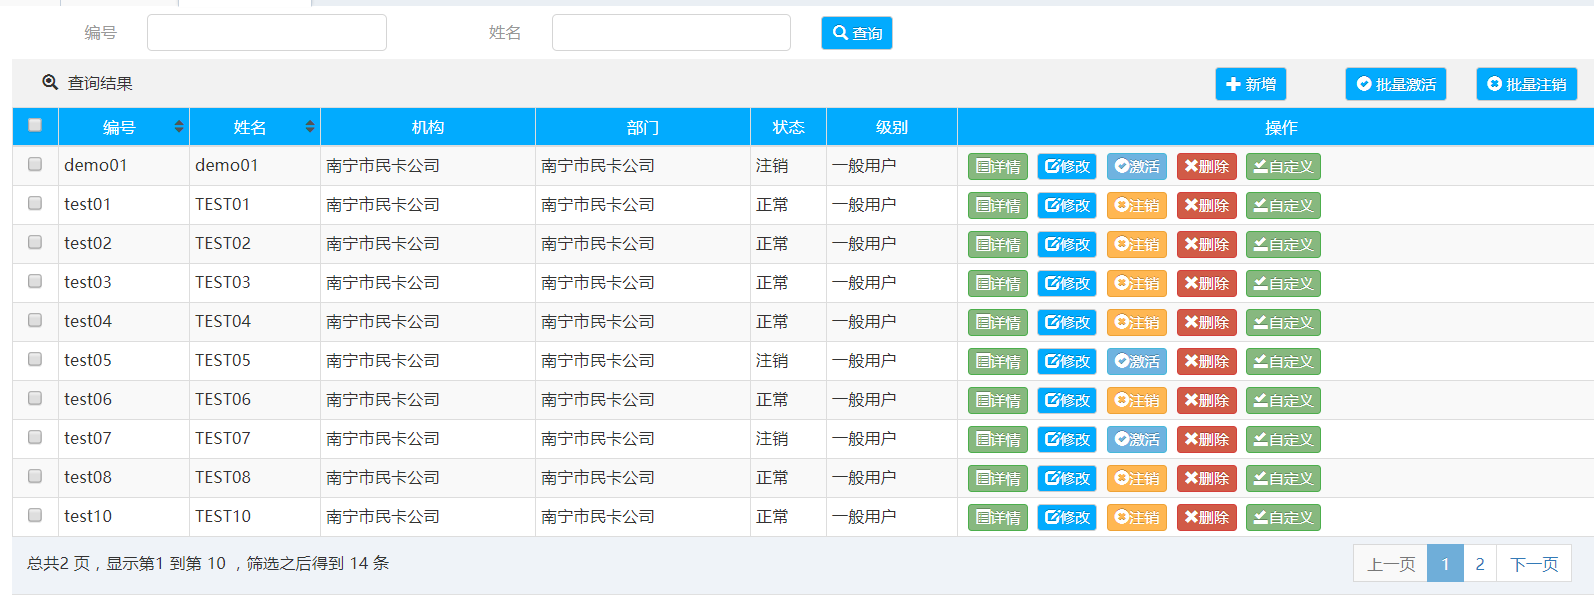 编号 姓名 查询
查询结果 新增 批量激活 批量注销
编号 姓名 机构 部门 状态 级别 操作
demo01 demo01 南宁市民卡公司 南宁市民卡公司 注销 一般用户 详情 修改 激活 删除 自定义
test01 TEST01 南宁市民卡公司 南宁市民卡公司 正常 一般用户 详情 修改 注销 删除 自定义
test02 TEST02 南宁市民卡公司 南宁市民卡公司 正常 一般用户 详情 修改 注销 删除 自定义
test03 TEST03 南宁市民卡公司 南宁市民卡公司 正常 一般用户 详情 修改 注销 删除 自定义
test04 TEST04 南宁市民卡公司 南宁市民卡公司 正常 一般用户 详情 修改 注销 删除 自定义
test05 TEST05 南宁市民卡公司 南宁市民卡公司 注销 一般用户 详情 修改 激活 删除 自定义
test06 TEST06 南宁市民卡公司 南宁市民卡公司 正常 一般用户 详情 修改 注销 删除 自定义
test07 TEST07 南宁市民卡公司 南宁市民卡公司 注销 一般用户 详情 修改 激活 删除 自定义
test08 TEST08 南宁市民卡公司 南宁市民卡公司 正常 一般用户 详情 修改 注销 删除 自定义
test10 TEST10 南宁市民卡公司 南宁市民卡公司 正常 一般用户 详情 修改 注销 删除 自定义
总共2 页，显示第1 到第 10 ，筛选之后得到 14 条 上一页 1 2 下一页